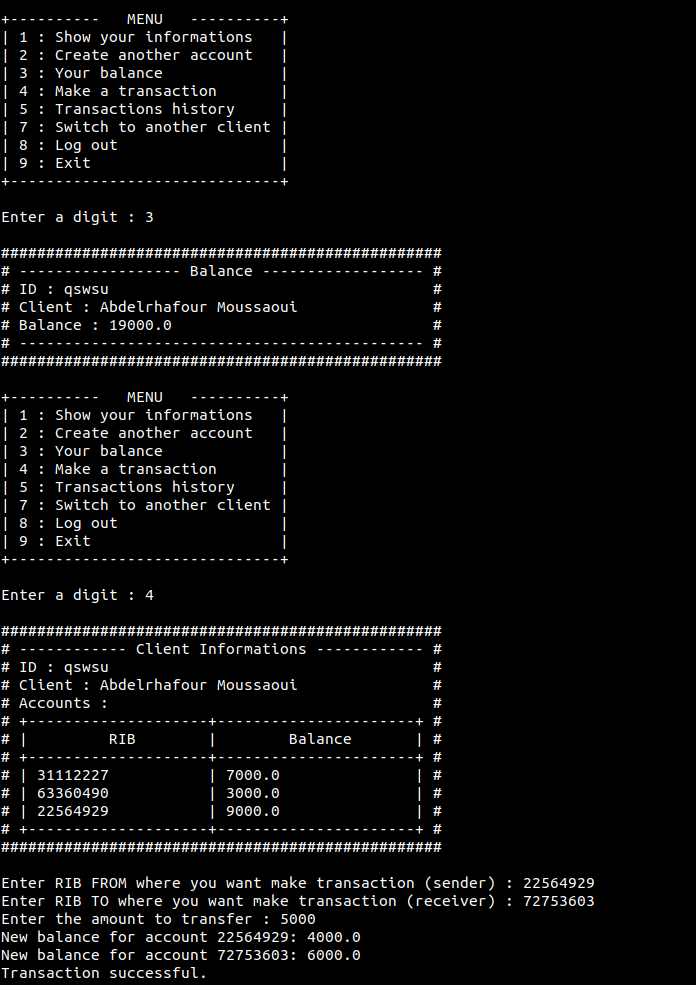 +----------   MENU   ----------+
| 1 : Show your informations   |
| 2 : Create another account   |
| 3 : Your balance             |
| 4 : Make a transaction       |
| 5 : Transactions history     |
| 7 : Switch to another client |
| 8 : Log out                  |
| 9 : Exit                     |
+------------------------------+
Enter a digit : 3
#################################################
# ------------------ Balance ------------------ #
# ID : qswsu                                    #
# Client : Abdelrhafour Moussaoui               #
# Balance : 19000.0                             #
# --------------------------------------------- #
#################################################
+----------   MENU   ----------+
| 1 : Show your informations   |
| 2 : Create another account   |
| 3 : Your balance             |
| 4 : Make a transaction       |
| 5 : Transactions history     |
| 7 : Switch to another client |
| 8 : Log out                  |
| 9 : Exit                     |
+------------------------------+
Enter a digit : 4
#################################################
# ------------ Client Informations ------------ #
# ID : qswsu                                    #
# Client : Abdelrhafour Moussaoui               #
# Accounts :                                    #
# +--------------------+----------------------+ #
# |         RIB        |        Balance       | #
# +--------------------+----------------------+ #
# | 31112227           | 7000.0               | #
# | 63360490           | 3000.0               | #
# | 22564929           | 9000.0               | #
# +--------------------+----------------------+ #
#################################################
Enter RIB FROM where you want make transaction (sender) : 22564929
Enter RIB TO where you want make transaction (receiver) : 72753603
Enter the amount to transfer : 5000
New balance for account 22564929: 4000.0
New balance for account 72753603: 6000.0
Transaction successful.